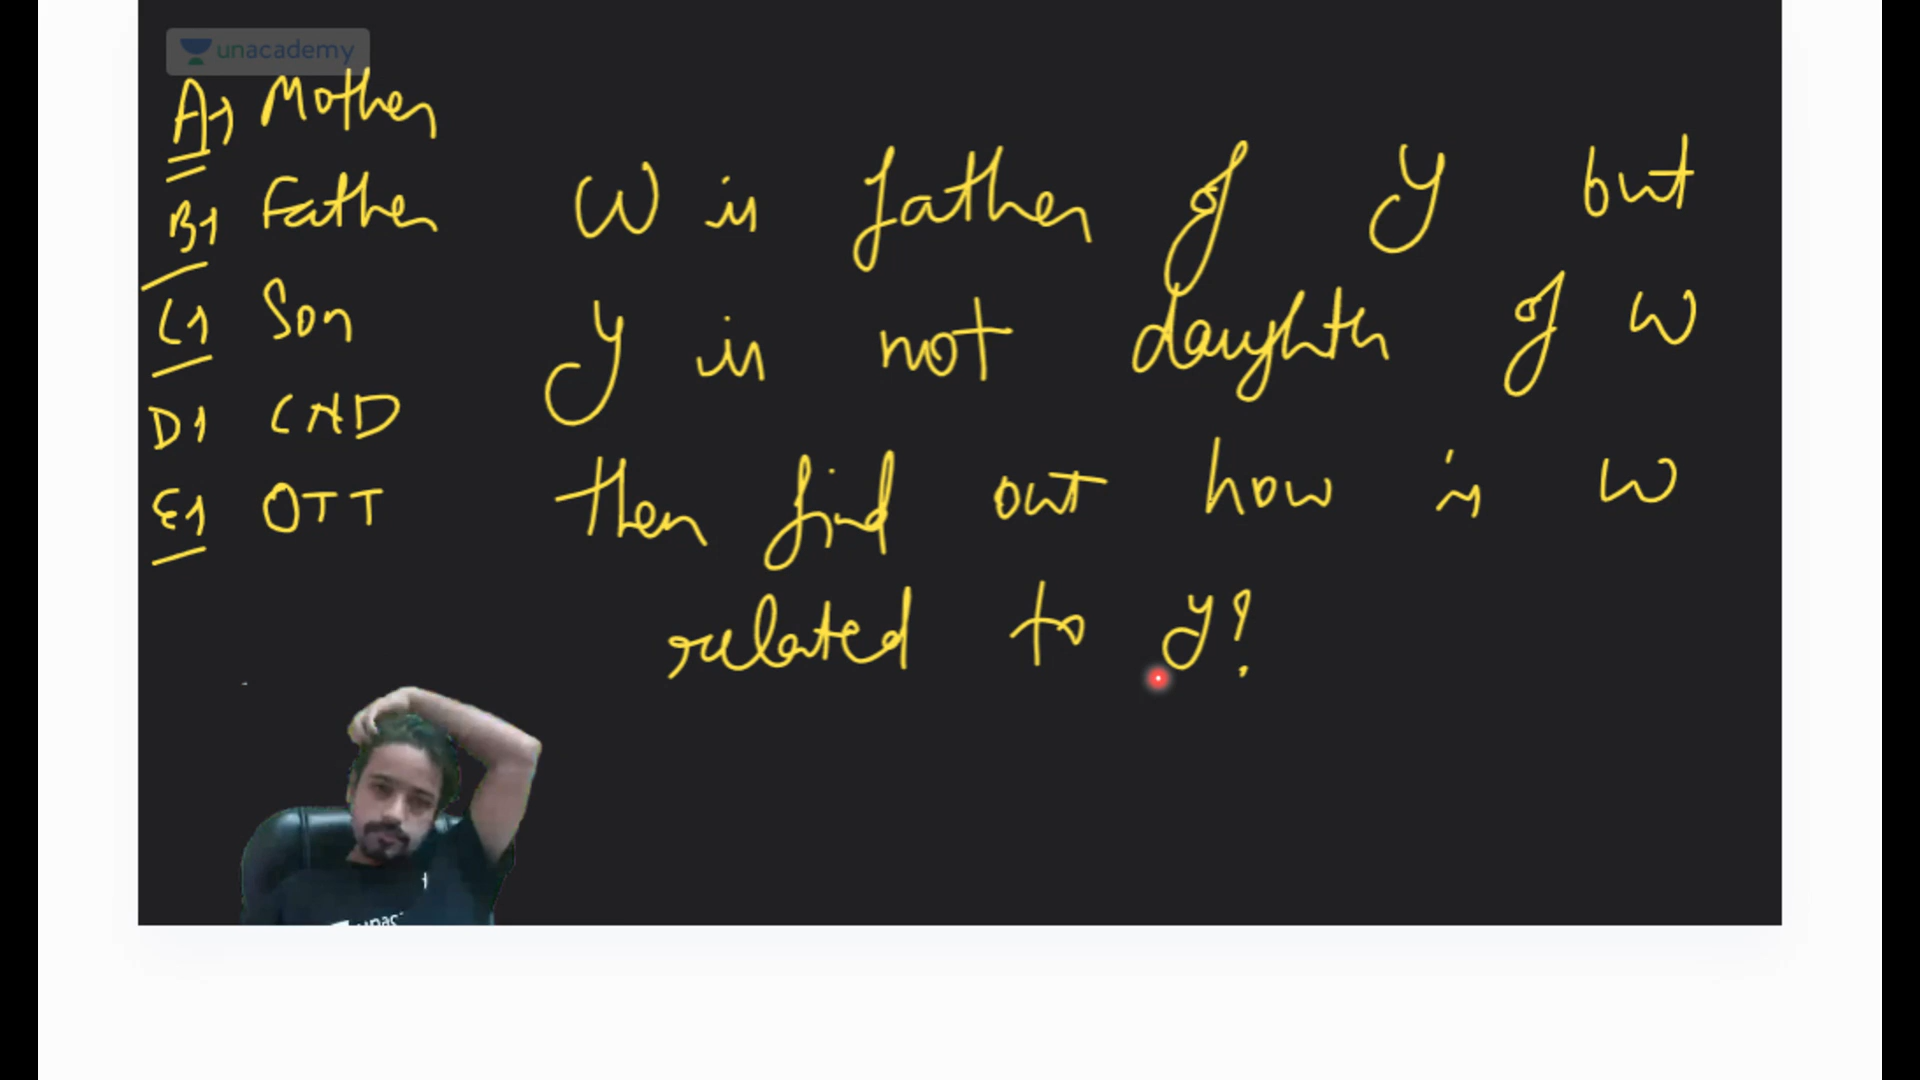 unacademy
A) Mother
B) Father
C) Son
D) CND
E) OTT
W is father of Y but
Y is not daughter of W
then find out how is W
related to Y?